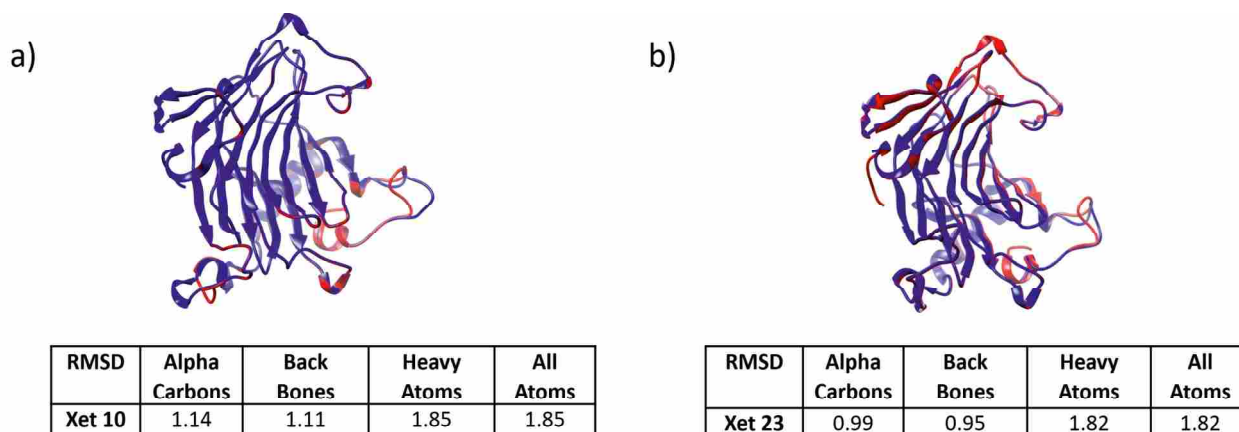 a)
b)
RMSD Alpha Carbons Back Bones Heavy Atoms All Atoms
Xet 10 1.14 1.11 1.85 1.85
RMSD Alpha Carbons Back Bones Heavy Atoms All Atoms
Xet 23 0.99 0.95 1.82 1.82